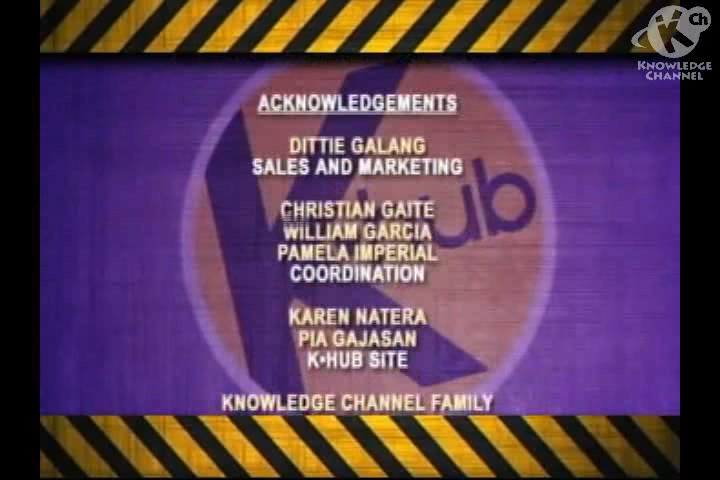 Ch
KNOWLEDGE
CHANNEL
ACKNOWLEDGEMENTS
DITTIE GALANG
SALES AND MARKETING
CHRISTIAN GAITE
WILLIAM GARCIA
PAMELA IMPERIAL
COORDINATION
KAREN NATERA
PIA GAJASAN
K•HUB SITE
KNOWLEDGE CHANNEL FAMILY